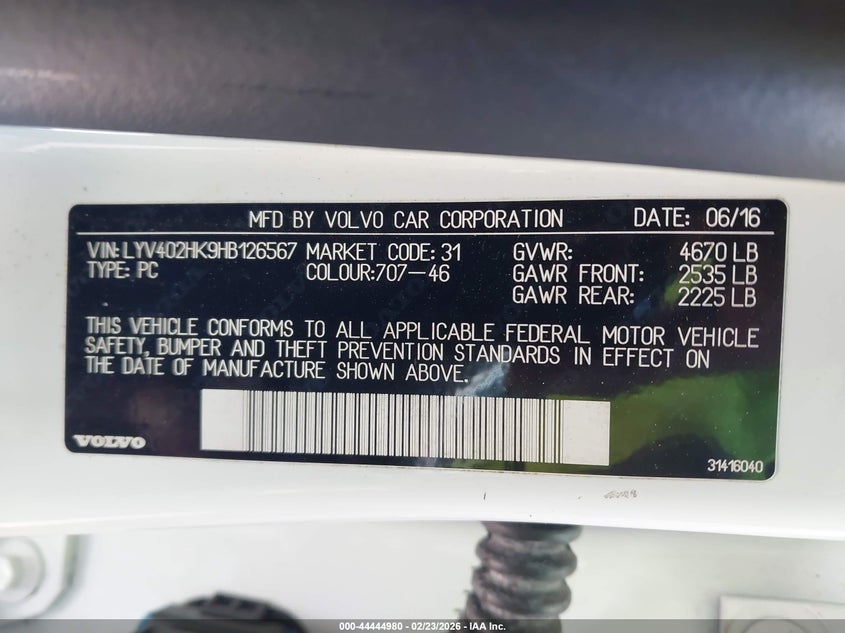 MFD BY VOLVO CAR CORPORATION DATE: 06/16
VIN: LYV402HK9HB126567 MARKET CODE: 31 GVWR: 4670 LB
TYPE: PC COLOUR:707-46 GAWR FRONT: 2535 LB
GAWR REAR: 2225 LB
THIS VEHICLE CONFORMS TO ALL APPLICABLE FEDERAL MOTOR VEHICLE
SAFETY, BUMPER AND THEFT PREVENTION STANDARDS IN EFFECT ON
THE DATE OF MANUFACTURE SHOWN ABOVE.
VOLVO
31416040
000-44444980 - 02/23/2026 - IAA Inc.